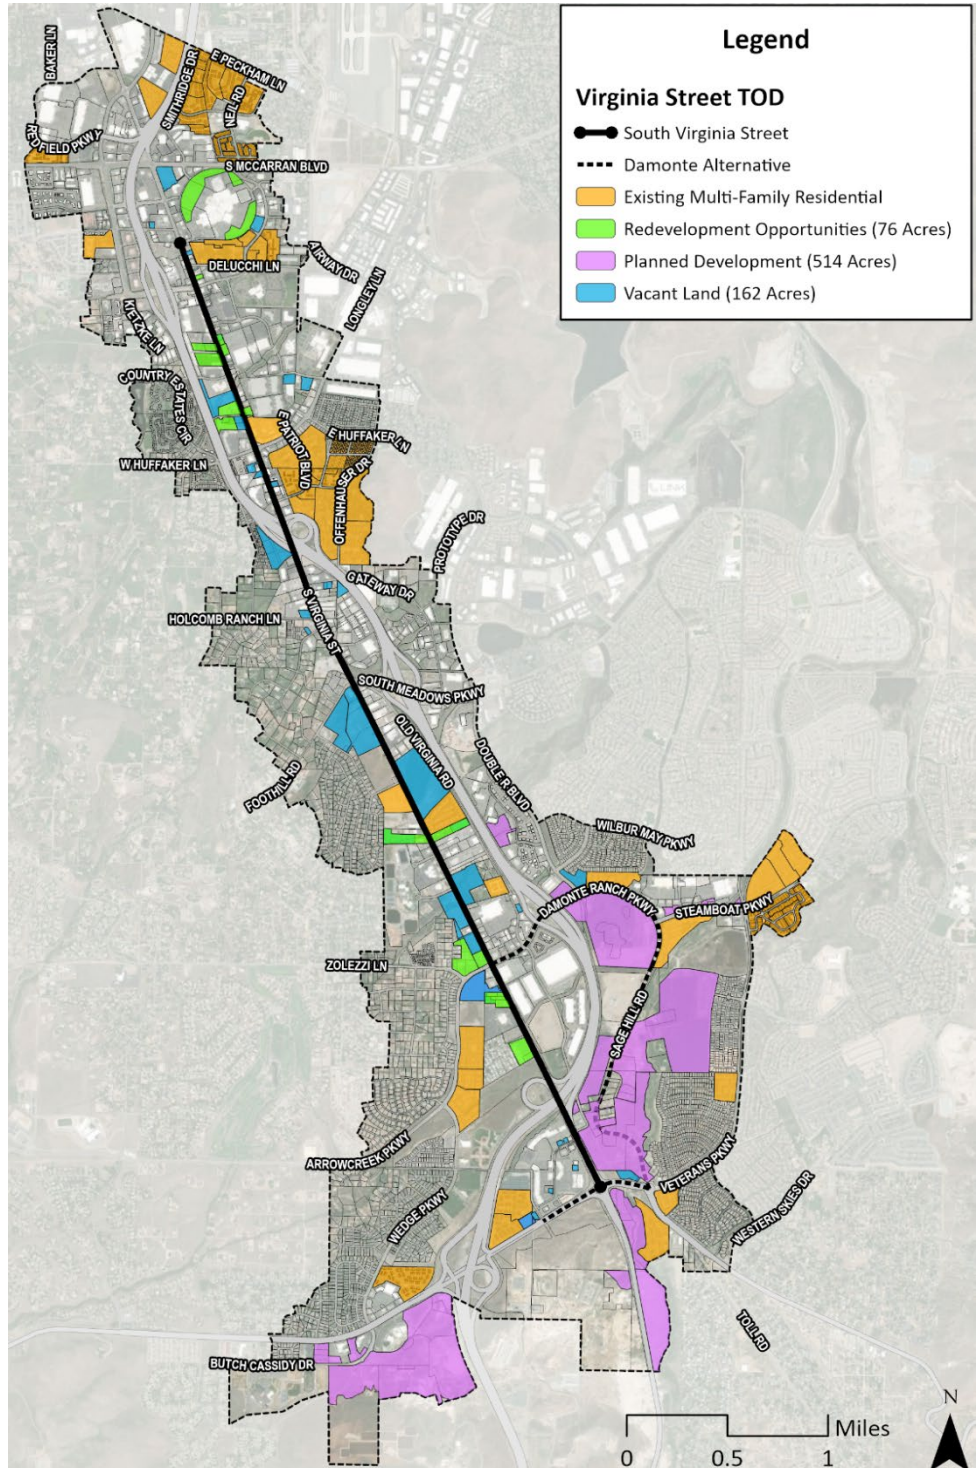 Legend
Virginia Street TOD
South Virginia Street
Damonte Alternative
Existing Multi-Family Residential
Redevelopment Opportunities (76 Acres)
Planned Development (514 Acres)
Vacant Land (162 Acres)
BAKER LN
SMITHRIDGE DR
E PECKHAM LN
NEIL RD
REDFIELD PKWY
S MCCARRAN BLVD
DELUCCHI LN
AIRWAY DR
LONGLEY LN
KIETZKE LN
COUNTRY ESTATES CIR
E PATRIOT BLVD
E HUFFAKER LN
W HUFFAKER LN
OFFENHAUSER DR
PROTOTYPE DR
GATEWAY DR
S VIRGINIA ST
HOLCOMB RANCH LN
SOUTH MEADOWS PKWY
OLD VIRGINIA RD
DOUBLE R BLVD
FOOTHILL RD
WILBUR MAY PKWY
DAMONTE RANCH PKWY
STEAMBOAT PKWY
ZOLEZZI LN
SAGE HILL RD
ARROWCREEK PKWY
VETERANS PKWY
WEDGE PKWY
WESTERN SKIES DR
TOLL RD
BUTCH CASSIDY DR
N
Miles
0 0.5 1